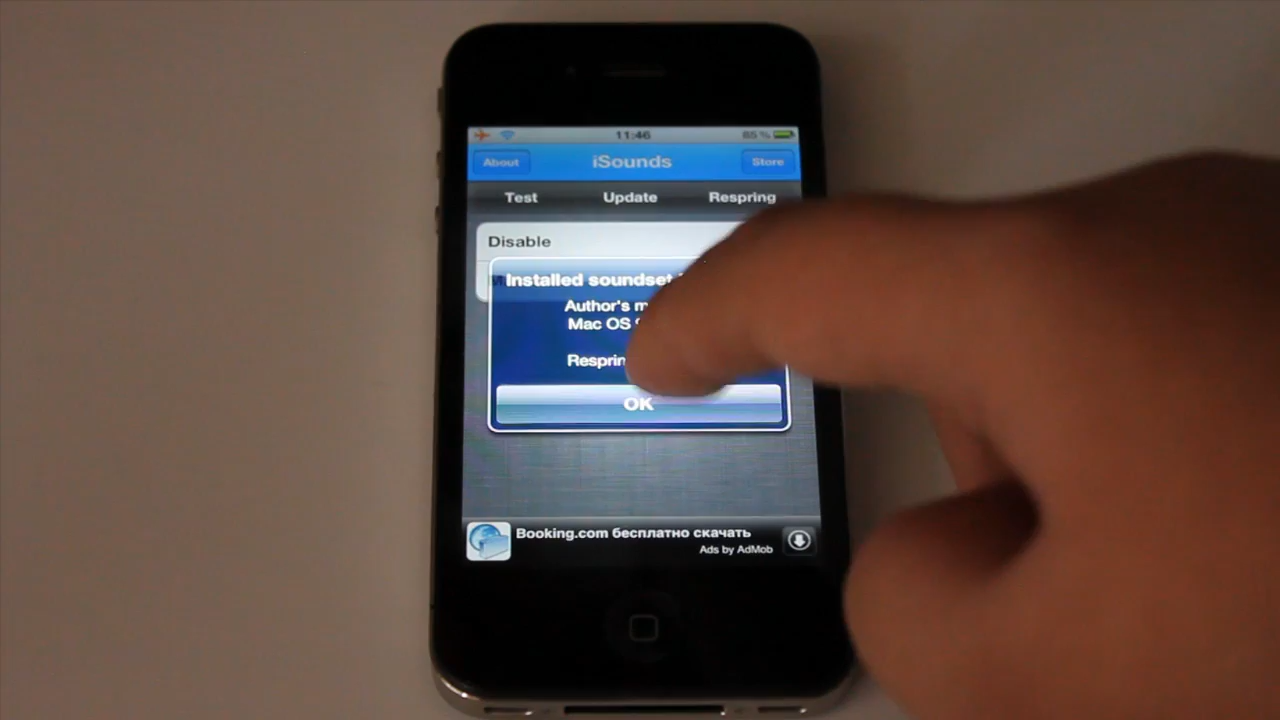 11:46
85 %
About
iSounds
Store
Test
Update
Respring
Disable
Installed soundset
Author's
Mac OS
OK
Booking.com бесплатно скачать
Ads by AdMob